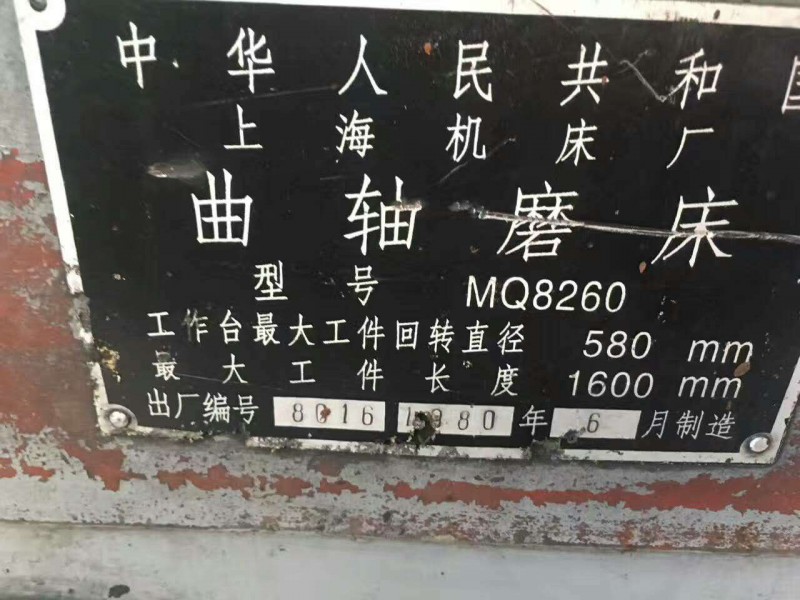 中华人民共和国
上海机床厂
曲轴磨床
型号 MQ8260
工作台最大工件回转直径 580 mm
最大工件长度 1600 mm
出厂编号 8016 1980 年 6 月制造